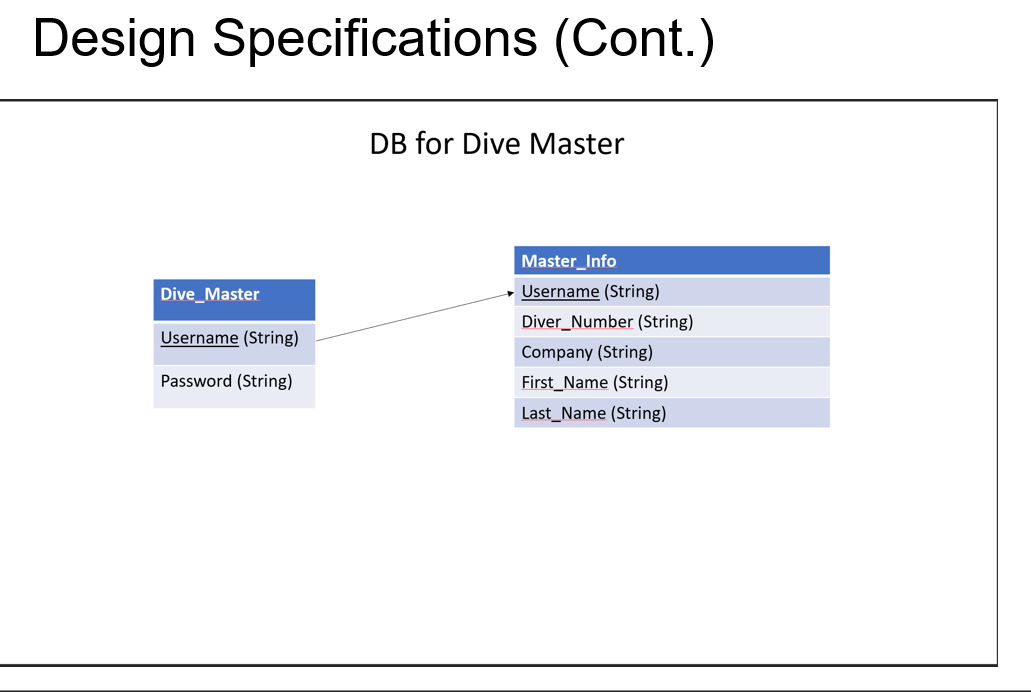 Design Specifications (Cont.)
DB for Dive Master
Dive_Master
Username (String)
Password (String)
Master_Info
Username (String)
Diver_Number (String)
Company (String)
First_Name (String)
Last_Name (String)